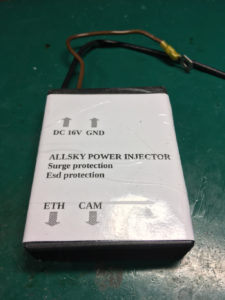 DC 16V GND
ALLSKY POWER INJECTOR
Surge protection
Esd protection
ETH CAM